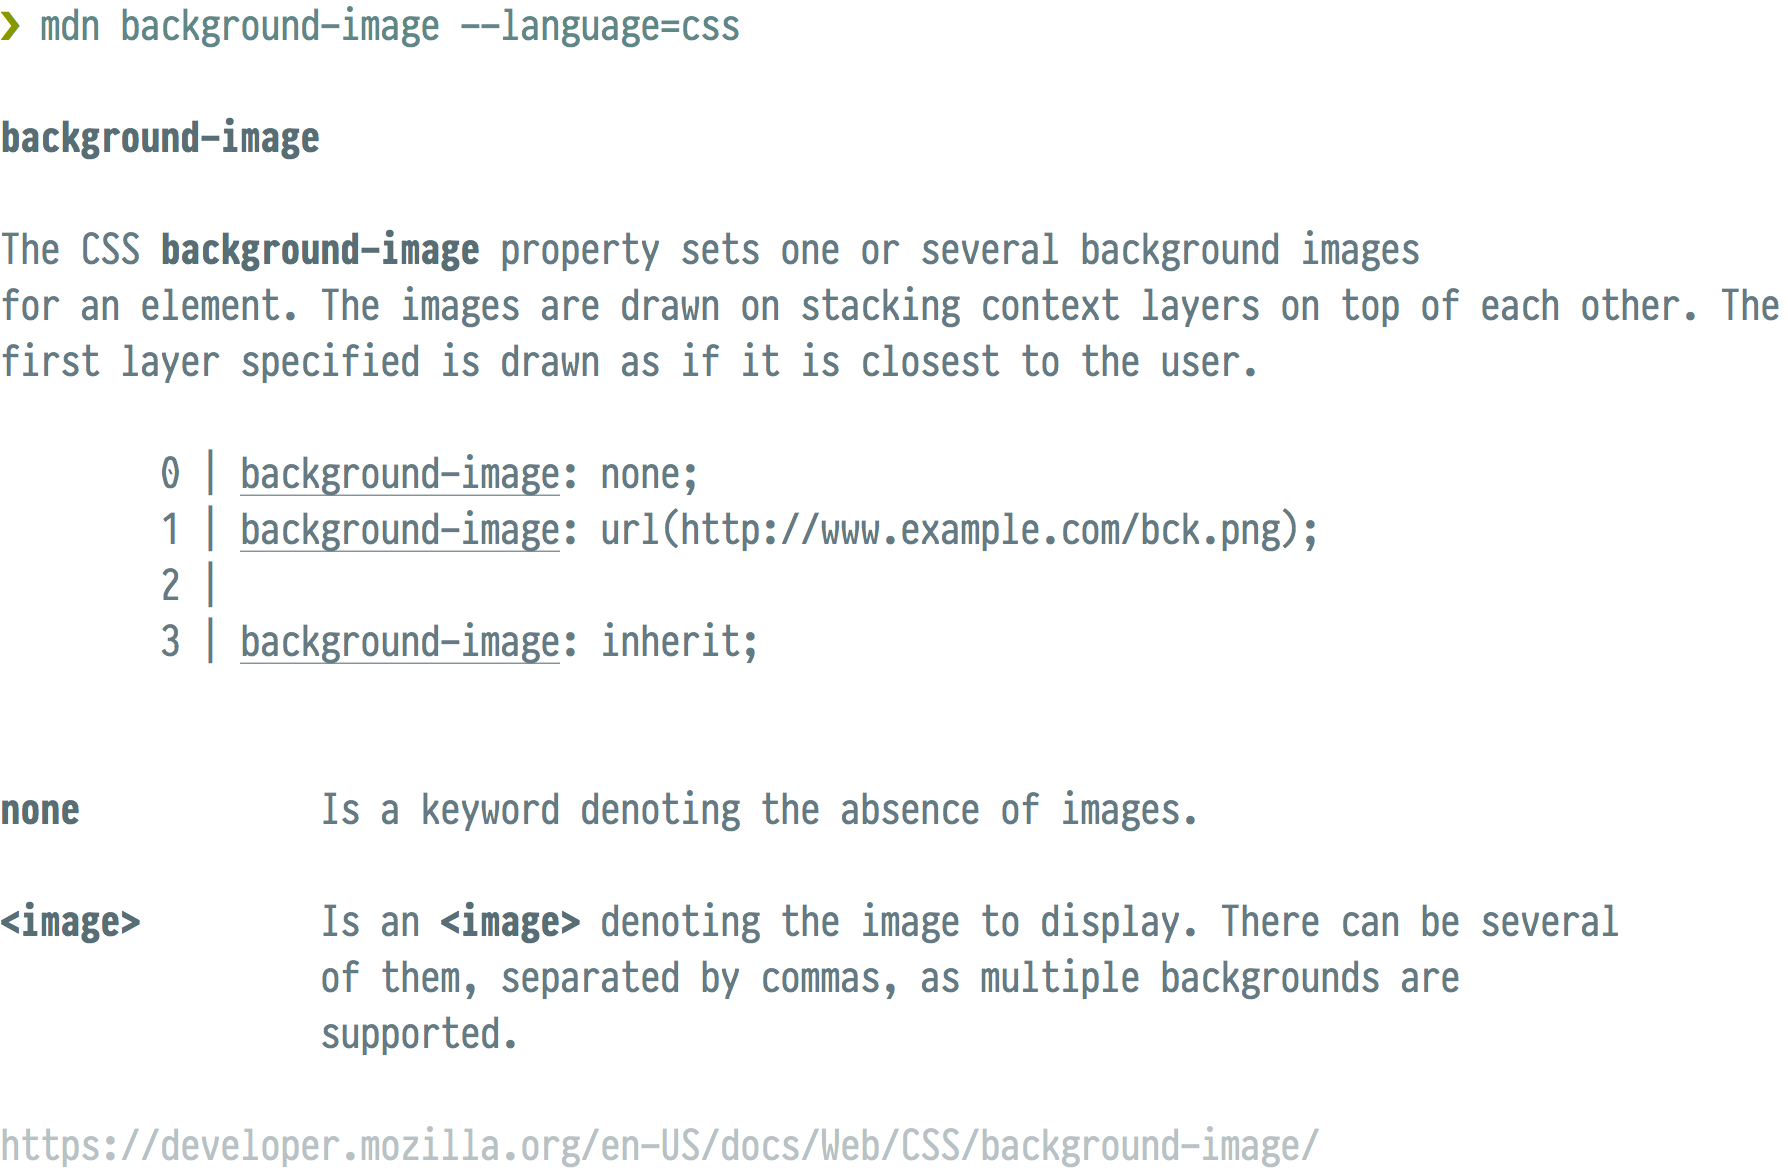 ❯ mdn background-image --language=css
background-image
The CSS background-image property sets one or several background images
for an element. The images are drawn on stacking context layers on top of each other. The
first layer specified is drawn as if it is closest to the user.
0 | background-image: none;
1 | background-image: url(http://www.example.com/bck.png);
2 |
3 | background-image: inherit;
none Is a keyword denoting the absence of images.
<image> Is an <image> denoting the image to display. There can be several
of them, separated by commas, as multiple backgrounds are
supported.
https://developer.mozilla.org/en-US/docs/Web/CSS/background-image/